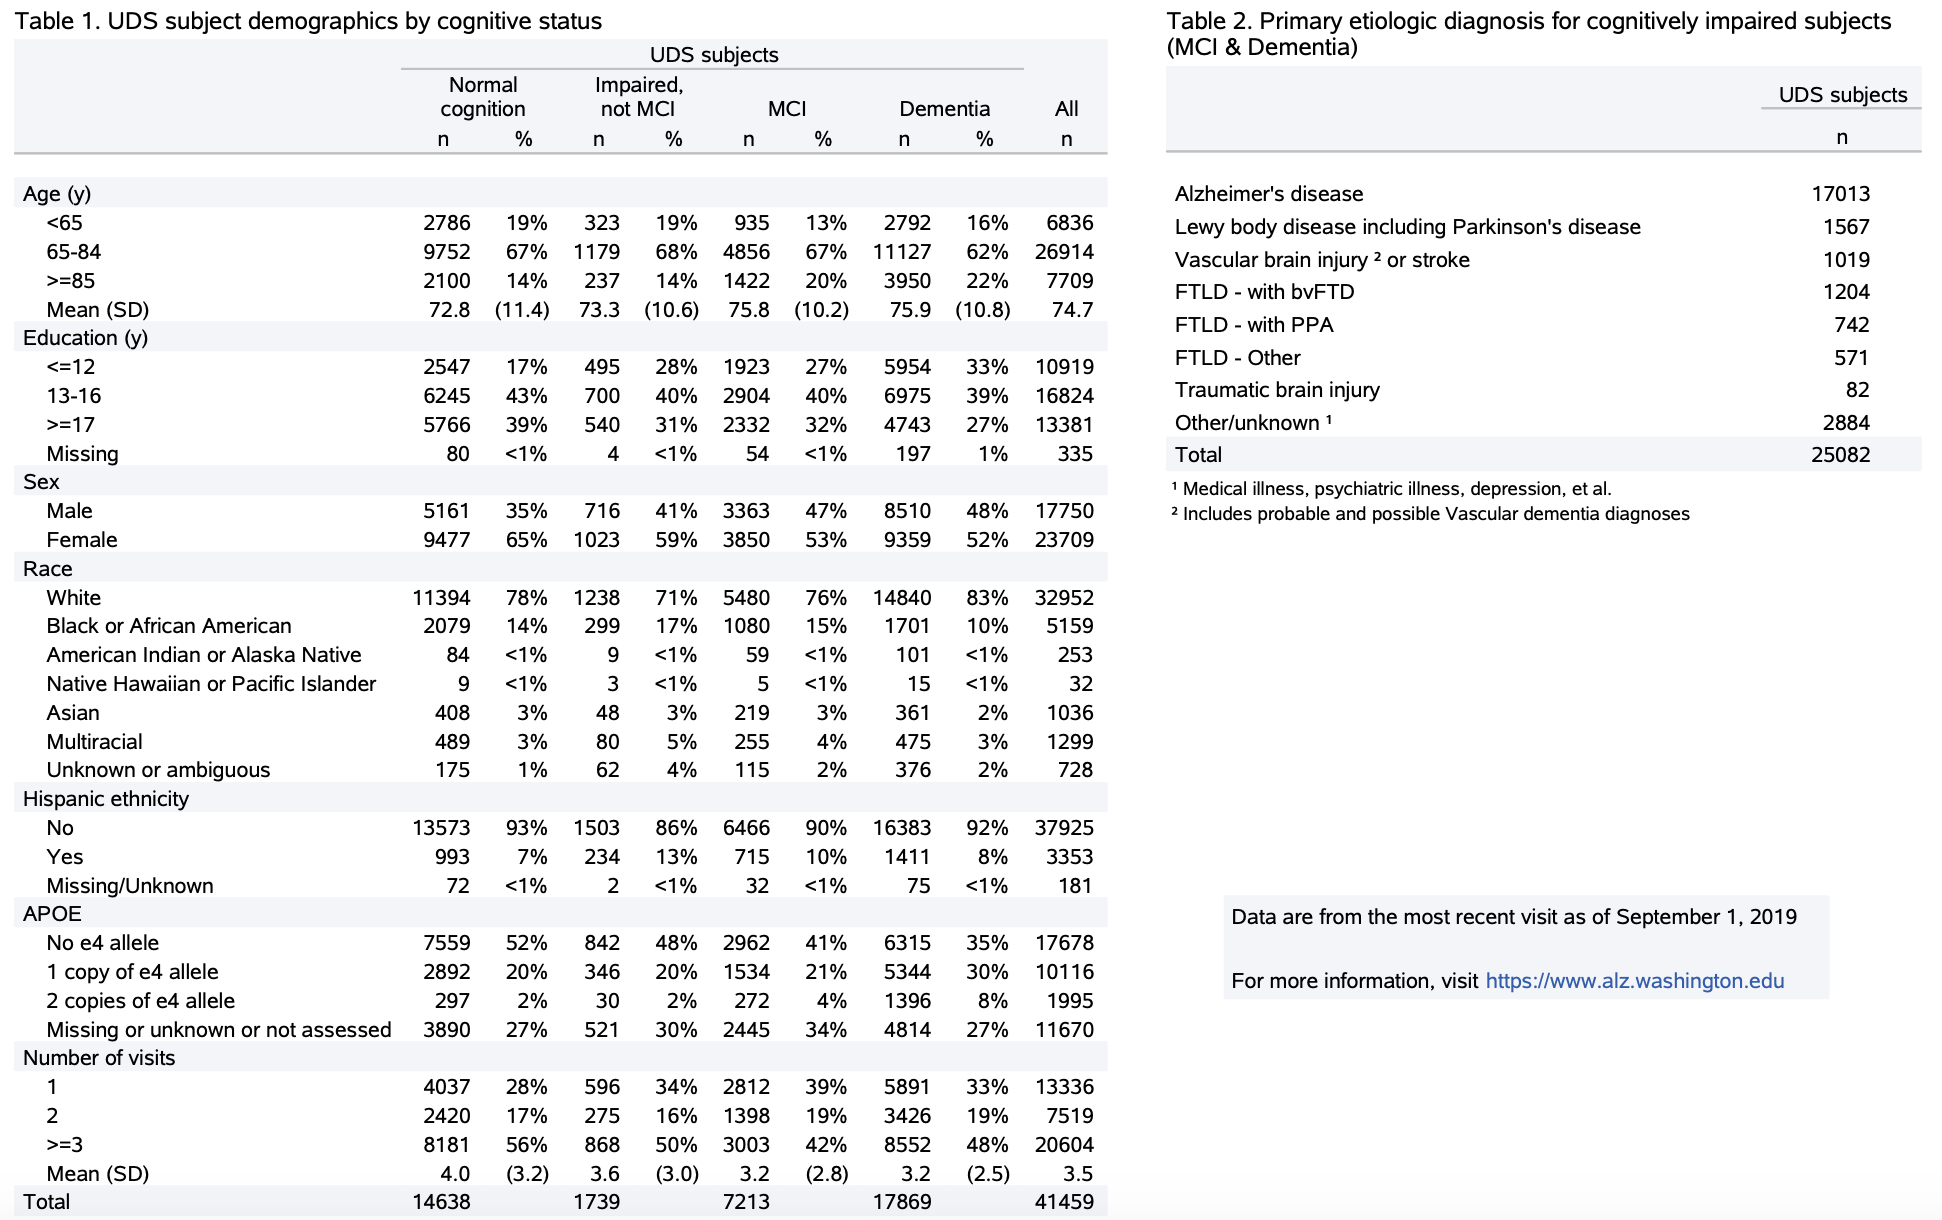 Table 1. UDS subject demographics by cognitive status
UDS subjects
Normal cognition Impaired, not MCI MCI Dementia All
n % n % n % n % n
Age (y)
<65 2786 19% 323 19% 935 13% 2792 16% 6836
65-84 9752 67% 1179 68% 4856 67% 11127 62% 26914
>=85 2100 14% 237 14% 1422 20% 3950 22% 7709
Mean (SD) 72.8 (11.4) 73.3 (10.6) 75.8 (10.2) 75.9 (10.8) 74.7
Education (y)
<=12 2547 17% 495 28% 1923 27% 5954 33% 10919
13-16 6245 43% 700 40% 2904 40% 6975 39% 16824
>=17 5766 39% 540 31% 2332 32% 4743 27% 13381
Missing 80 <1% 4 <1% 54 <1% 197 1% 335
Sex
Male 5161 35% 716 41% 3363 47% 8510 48% 17750
Female 9477 65% 1023 59% 3850 53% 9359 52% 23709
Race
White 11394 78% 1238 71% 5480 76% 14840 83% 32952
Black or African American 2079 14% 299 17% 1080 15% 1701 10% 5159
American Indian or Alaska Native 84 <1% 9 <1% 59 <1% 101 <1% 253
Native Hawaiian or Pacific Islander 9 <1% 3 <1% 5 <1% 15 <1% 32
Asian 408 3% 48 3% 219 3% 361 2% 1036
Multiracial 489 3% 80 5% 255 4% 475 3% 1299
Unknown or ambiguous 175 1% 62 4% 115 2% 376 2% 728
Hispanic ethnicity
No 13573 93% 1503 86% 6466 90% 16383 92% 37925
Yes 993 7% 234 13% 715 10% 1411 8% 3353
Missing/Unknown 72 <1% 2 <1% 32 <1% 75 <1% 181
APOE
No e4 allele 7559 52% 842 48% 2962 41% 6315 35% 17678
1 copy of e4 allele 2892 20% 346 20% 1534 21% 5344 30% 10116
2 copies of e4 allele 297 2% 30 2% 272 4% 1396 8% 1995
Missing or unknown or not assessed 3890 27% 521 30% 2445 34% 4814 27% 11670
Number of visits
1 4037 28% 596 34% 2812 39% 5891 33% 13336
2 2420 17% 275 16% 1398 19% 3426 19% 7519
>=3 8181 56% 868 50% 3003 42% 8552 48% 20604
Mean (SD) 4.0 (3.2) 3.6 (3.0) 3.2 (2.8) 3.2 (2.5) 3.5
Total 14638 1739 7213 17869 41459
Table 2. Primary etiologic diagnosis for cognitively impaired subjects
(MCI & Dementia)
UDS subjects
n
Alzheimer's disease 17013
Lewy body disease including Parkinson's disease 1567
Vascular brain injury ² or stroke 1019
FTLD - with bvFTD 1204
FTLD - with PPA 742
FTLD - Other 571
Traumatic brain injury 82
Other/unknown ¹ 2884
Total 25082
¹ Medical illness, psychiatric illness, depression, et al.
² Includes probable and possible Vascular dementia diagnoses
Data are from the most recent visit as of September 1, 2019
For more information, visit https://www.alz.washington.edu